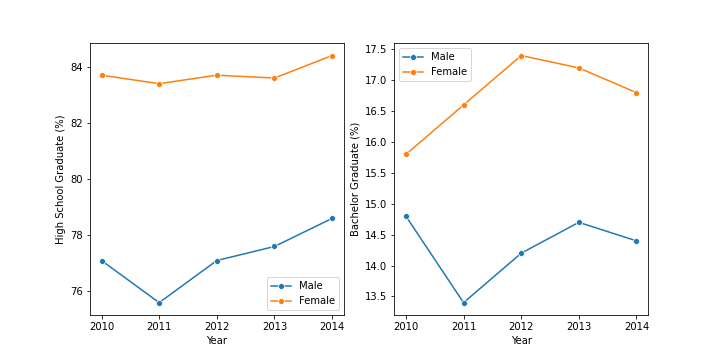 High School Graduate (%)
84
82
80
78
76
2010 2011 2012 2013 2014
Year
Male
Female
Bachelor Graduate (%)
17.5
17.0
16.5
16.0
15.5
15.0
14.5
14.0
13.5
2010 2011 2012 2013 2014
Year
Male
Female